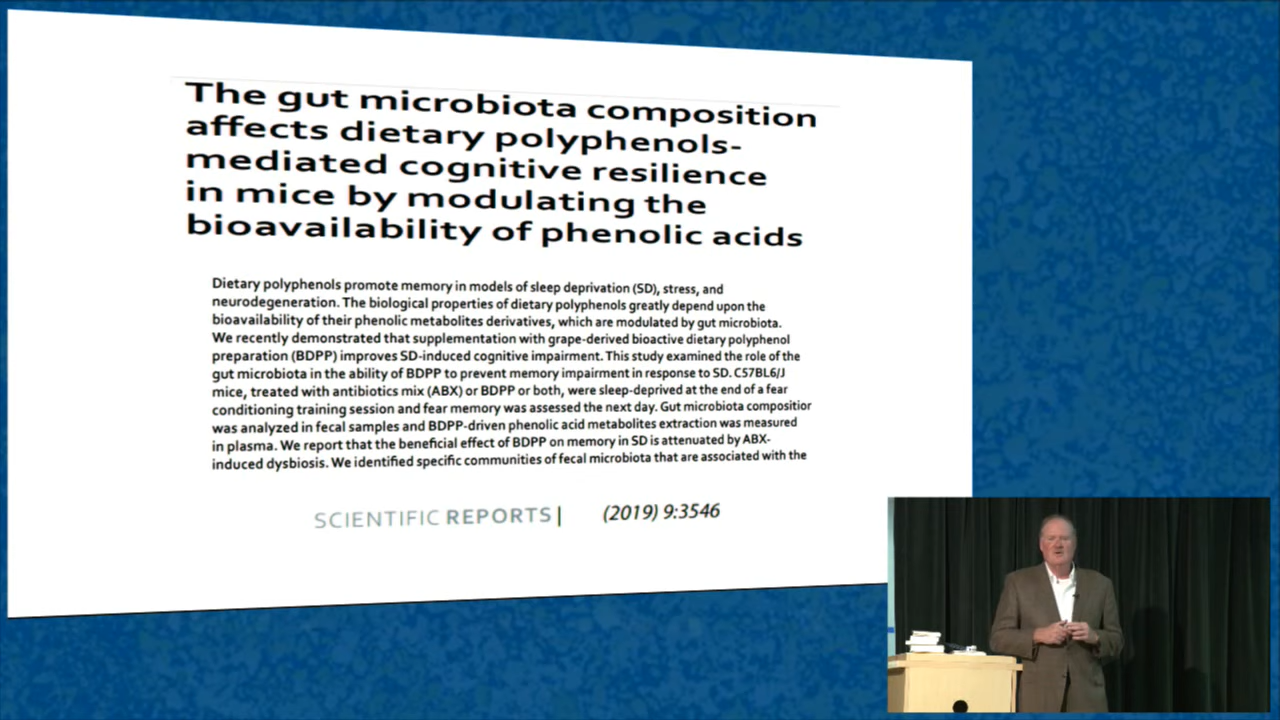 The gut microbiota composition
affects dietary polyphenols-
mediated cognitive resilience
in mice by modulating the
bioavailability of phenolic acids
Dietary polyphenols promote memory in models of sleep deprivation (SD), stress, and
neurodegeneration. The biological properties of dietary polyphenols greatly depend upon the
bioavailability of their phenolic metabolites derivatives, which are modulated by gut microbiota.
We recently demonstrated that supplementation with grape-derived bioactive dietary polyphenol
preparation (BDPP) improves SD-induced cognitive impairment. This study examined the role of the
gut microbiota in the ability of BDPP to prevent memory impairment in response to SD. C57BL6/J
mice, treated with antibiotics mix (ABX) or BDPP or both, were sleep-deprived at the end of a fear
conditioning training session and fear memory was assessed the next day. Gut microbiota compositior
was analyzed in fecal samples and BDPP-driven phenolic acid metabolites extraction was measured
in plasma. We report that the beneficial effect of BDPP on memory in SD is attenuated by ABX-
induced dysbiosis. We identified specific communities of fecal microbiota that are associated with the
SCIENTIFIC REPORTS | (2019) 9:3546